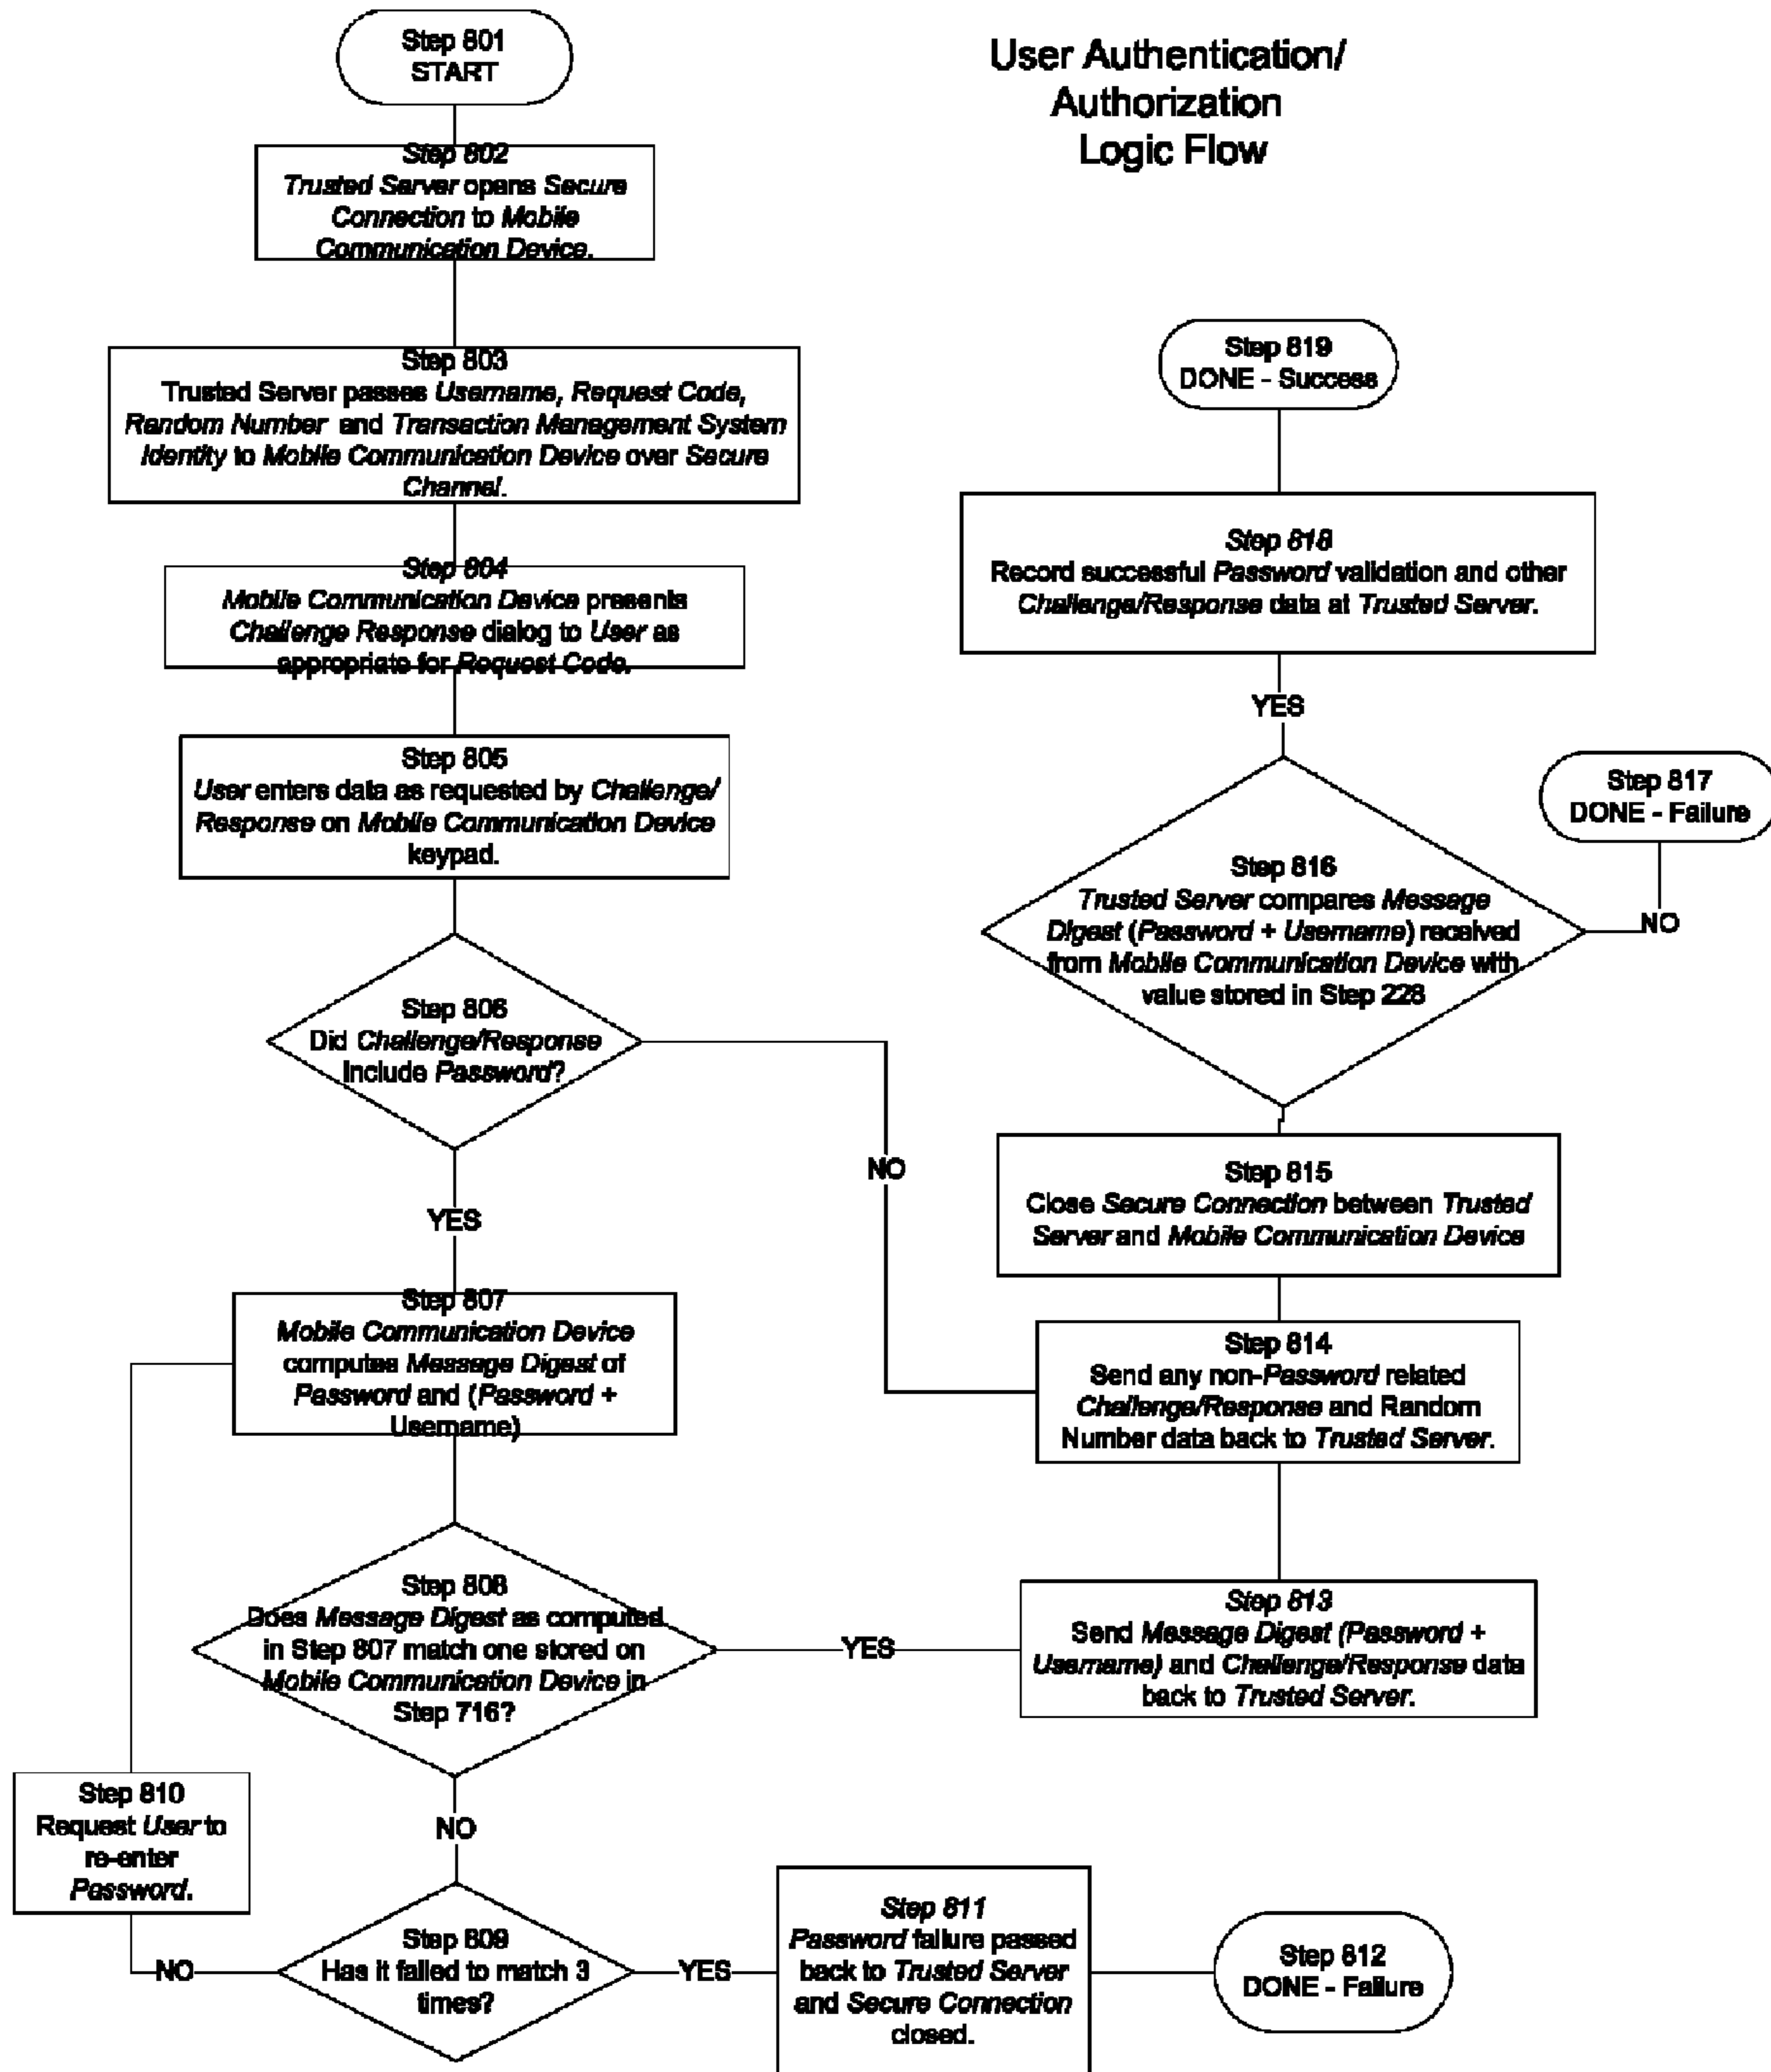 User Authentication/
Authorization
Logic Flow
Step 801
START
Step 802
Trusted Server opens Secure
Connection to Mobile
Communication Device.
Step 803
Trusted Server passes Username, Request Code,
Random Number and Transaction Management System
Identity to Mobile Communication Device over Secure
Channel.
Step 804
Mobile Communication Device presents
Challenge Response dialog to User as
appropriate for Request Code.
Step 805
User enters data as requested by Challenge/
Response on Mobile Communication Device
keypad.
Step 806
Did Challenge/Response
Include Password?
YES
NO
Step 807
Mobile Communication Device
computes Message Digest of
Password and (Password +
Username)
Step 808
Does Message Digest as computed
in Step 807 match one stored on
Mobile Communication Device in
Step 716?
YES
NO
Step 809
Has it failed to match 3
times?
NO
YES
Step 810
Request User to
re-enter
Password.
Step 811
Password failure passed
back to Trusted Server
and Secure Connection
closed.
Step 812
DONE - Failure
Step 813
Send Message Digest (Password +
Username) and Challenge/Response data
back to Trusted Server.
Step 814
Send any non-Password related
Challenge/Response and Random
Number data back to Trusted Server.
Step 815
Close Secure Connection between Trusted
Server and Mobile Communication Device
Step 816
Trusted Server compares Message
Digest (Password + Username) received
from Mobile Communication Device with
value stored in Step 228
NO
Step 817
DONE - Failure
YES
Step 818
Record successful Password validation and other
Challenge/Response data at Trusted Server.
Step 819
DONE - Success